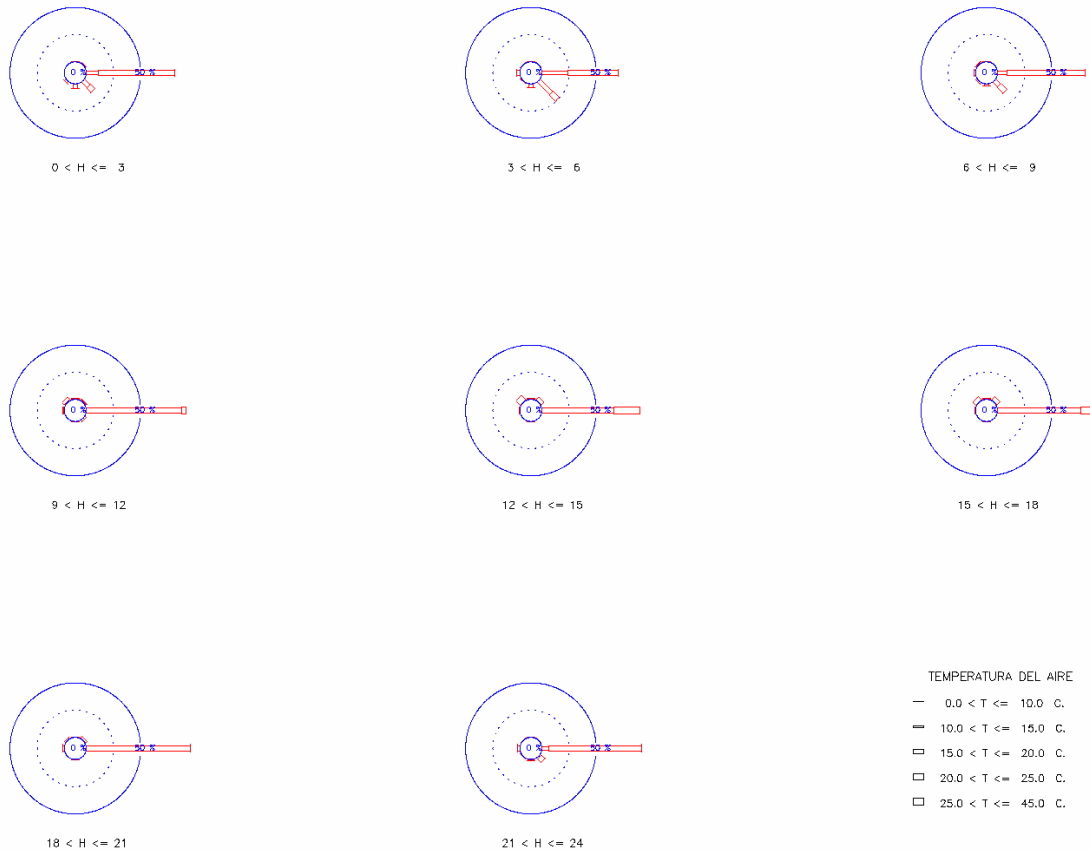 0 % 50 %
0 % 50 %
0 % 50 %
0 < H <= 3
3 < H <= 6
6 < H <= 9
0 % 50 %
0 % 50 %
0 % 50 %
9 < H <= 12
12 < H <= 15
15 < H <= 18
TEMPERATURA DEL AIRE
0.0 < T <= 10.0 C.
10.0 < T <= 15.0 C.
15.0 < T <= 20.0 C.
20.0 < T <= 25.0 C.
25.0 < T <= 45.0 C.
0 % 50 %
0 % 50 %
18 < H <= 21
21 < H <= 24